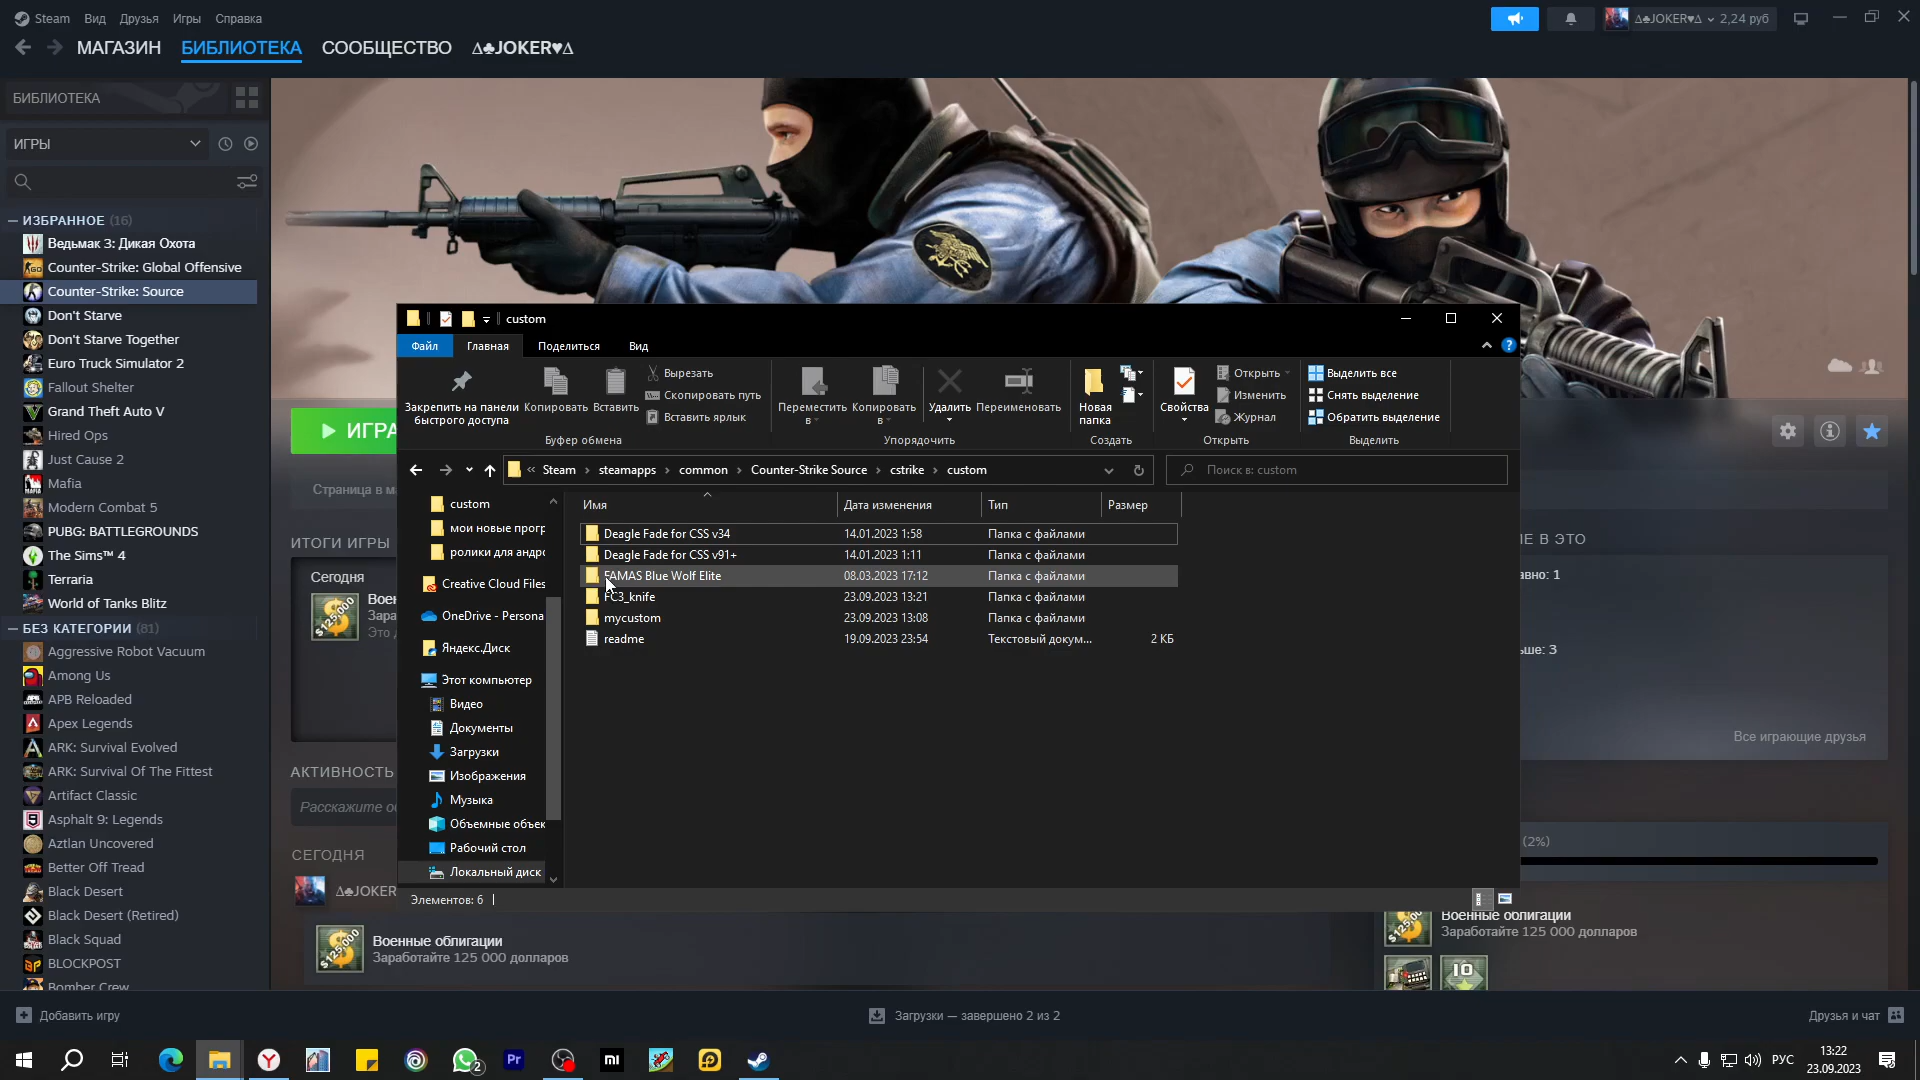 Steam Вид Друзья Игры Справка
Δ♣JOKER♥Δ 2,24 руб
МАГАЗИН БИБЛИОТЕКА СООБЩЕСТВО Δ♣JOKER♥Δ
БИБЛИОТЕКА
ИГРЫ
ИЗБРАННОЕ (16)
Ведьмак 3: Дикая Охота
Counter-Strike: Global Offensive
Counter-Strike: Source
Don't Starve
Don't Starve Together
Euro Truck Simulator 2
Fallout Shelter
Grand Theft Auto V
Hired Ops
Just Cause 2
Mafia
Modern Combat 5
PUBG: BATTLEGROUNDS
The Sims™ 4
Terraria
World of Tanks Blitz
БЕЗ КАТЕГОРИИ (81)
Aggressive Robot Vacuum
Among Us
APB Reloaded
Apex Legends
ARK: Survival Evolved
ARK: Survival Of The Fittest
Artifact Classic
Asphalt 9: Legends
Aztlan Uncovered
Better Off Tread
Black Desert
Black Desert (Retired)
Black Squad
BLOCKPOST
Bomber Crew
ИГРА
Страница в м
ИТОГИ ИГРЫ
Сегодня
Вое
Зара
Это
АКТИВНОСТЬ
Расскажите о
СЕГОДНЯ
Δ♣JOKER
Военные облигации
Заработайте 125 000 долларов
custom
Файл Главная Поделиться Вид
Закрепить на панели быстрого доступа
Копировать
Вставить
Вырезать
Скопировать путь
Вставить ярлык
Буфер обмена
Переместить в
Копировать в
Удалить
Переименовать
Упорядочить
Новая папка
Создать
Свойства
Открыть
Изменить
Журнал
Открыть
Выделить все
Снять выделение
Обратить выделение
Выделить
« Steam › steamapps › common › Counter-Strike Source › cstrike › custom
Поиск в: custom
custom
мои новые прогр
ролики для андро
Creative Cloud Files
OneDrive - Persona
Яндекс.Диск
Этот компьютер
Видео
Документы
Загрузки
Изображения
Музыка
Объемные объек
Рабочий стол
Локальный диск
Имя Дата изменения Тип Размер
Deagle Fade for CSS v34 14.01.2023 1:58 Папка с файлами
Deagle Fade for CSS v91+ 14.01.2023 1:11 Папка с файлами
FAMAS Blue Wolf Elite 08.03.2023 17:12 Папка с файлами
FC3_knife 23.09.2023 13:21 Папка с файлами
mycustom 23.09.2023 13:08 Папка с файлами
readme 19.09.2023 23:54 Текстовый докум... 2 КБ
Элементов: 6
Е В ЭТО
авно: 1
ьше: 3
Все играющие друзья
(2%)
Военные облигации
Заработайте 125 000 долларов
Добавить игру
Загрузки — завершено 2 из 2
Друзья и чат
РУС
13:22
23.09.2023